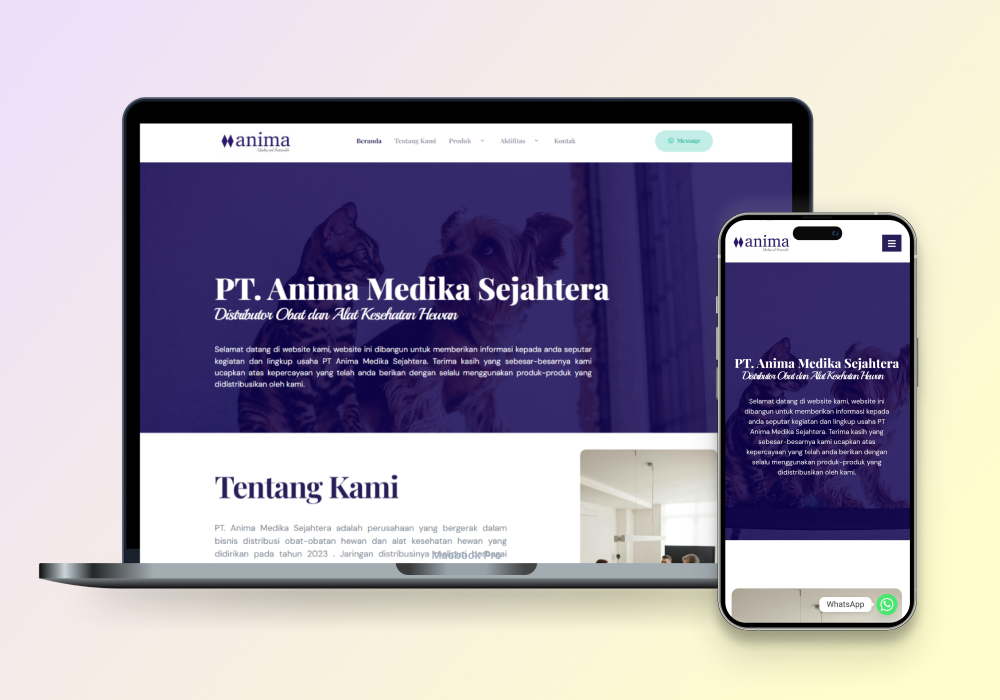 anima
Beranda Tentang Kami Produk Aktifitas Kontak Message
PT. Anima Medika Sejahtera
Distributor Obat dan Alat Kesehatan Hewan
Selamat datang di website kami, website ini dibangun untuk memberikan informasi kepada anda seputar
kegiatan dan lingkup usaha PT Anima Medika Sejahtera. Terima kasih yang sebesar-besarnya kami
ucapkan atas kepercayaan yang telah anda berikan dengan selalu menggunakan produk-produk yang
didistribusikan oleh kami.
Tentang Kami
PT. Anima Medika Sejahtera adalah perusahaan yang bergerak dalam
bisnis distribusi obat-obatan hewan dan alat kesehatan hewan yang
didirikan pada tahun 2023 . Jaringan distribusinya
Macbook Pro
anima
PT. Anima Medika Sejahtera
Distributor Obat dan Alat Kesehatan Hewan
Selamat datang di website kami, website ini
dibangun untuk memberikan informasi kepada
anda seputar kegiatan dan lingkup usaha PT
Anima Medika Sejahtera. Terima kasih yang
sebesar-besarnya kami ucapkan atas
kepercayaan yang telah anda berikan dengan
selalu menggunakan produk-produk yang
didistribusikan oleh kami.
WhatsApp